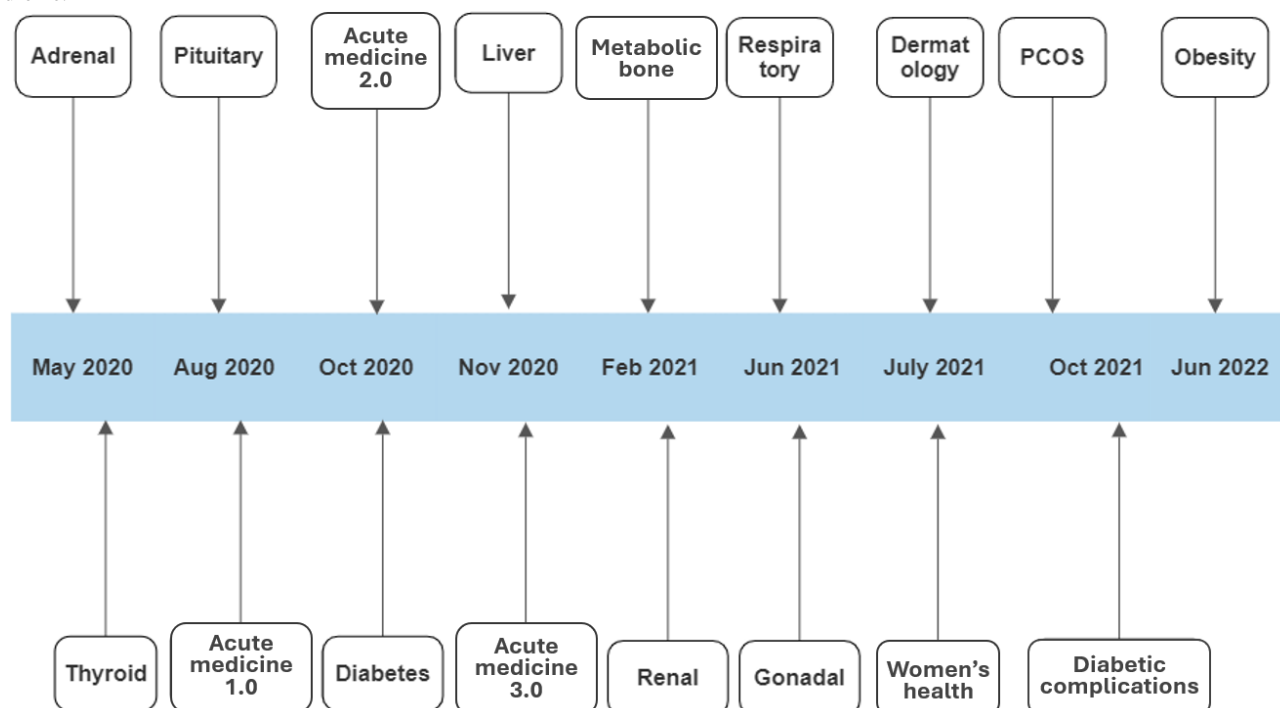 Adrenal
Pituitary
Acute
medicine
2.0
Liver
Metabolic
bone
Respira
tory
Dermat
ology
PCOS
Obesity
May 2020
Aug 2020
Oct 2020
Nov 2020
Feb 2021
Jun 2021
July 2021
Oct 2021
Jun 2022
Thyroid
Acute
medicine
1.0
Diabetes
Acute
medicine
3.0
Renal
Gonadal
Women’s
health
Diabetic
complications